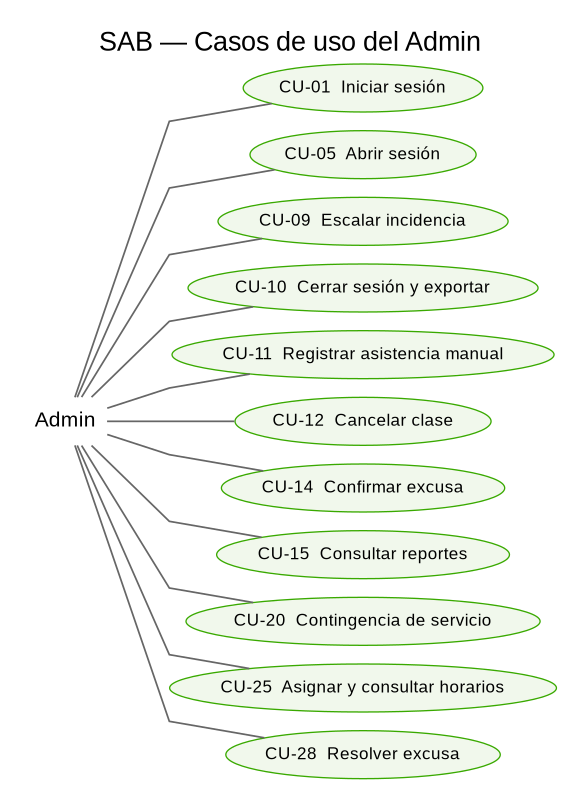 SAB — Casos de uso del Admin
CU-01  Iniciar sesión
CU-05  Abrir sesión
CU-09  Escalar incidencia
CU-10  Cerrar sesión y exportar
CU-11  Registrar asistencia manual
Admin
CU-12  Cancelar clase
CU-14  Confirmar excusa
CU-15  Consultar reportes
CU-20  Contingencia de servicio
CU-25  Asignar y consultar horarios
CU-28  Resolver excusa